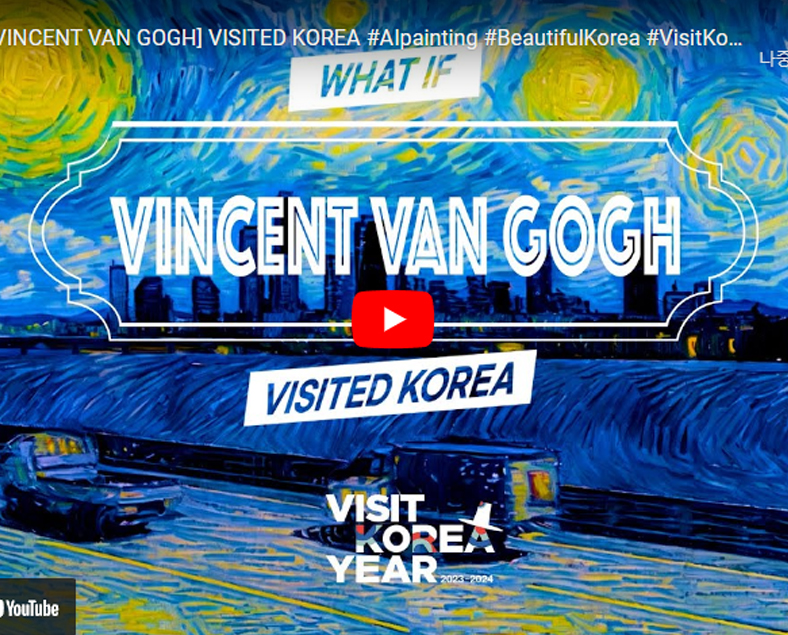 VINCENT VAN GOGH] VISITED KOREA #AIpainting #BeautifulKorea #VisitKo...
나중
WHAT IF
VINCENT VAN GOGH
VISITED KOREA
VISIT
KOREA
YEAR 2023-2024
YouTube